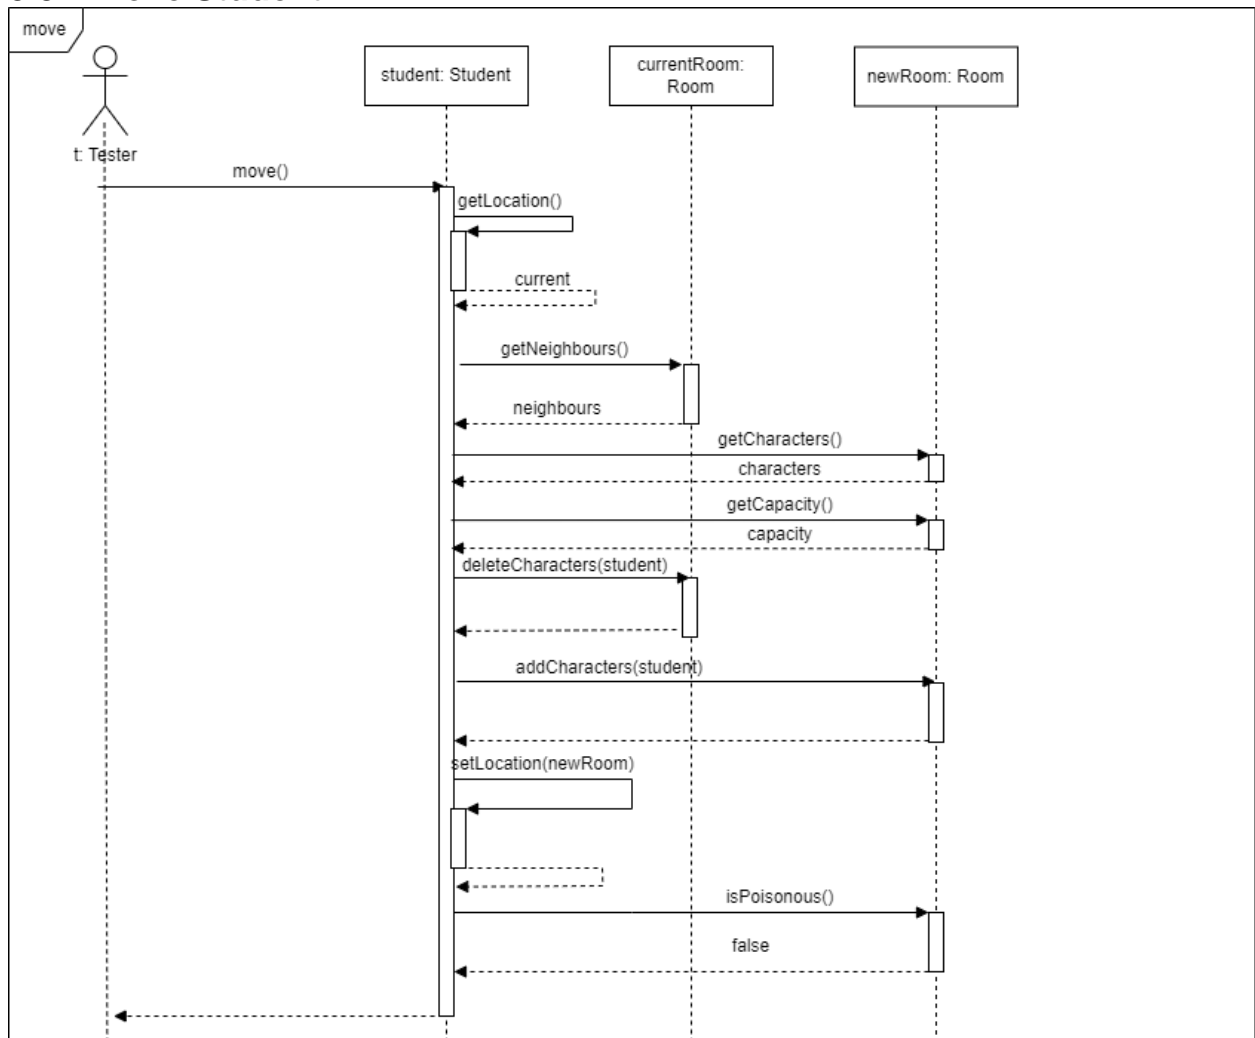 move
student: Student
currentRoom:
Room
newRoom: Room
t: Tester
move()
getLocation()
current
getNeighbours()
neighbours
getCharacters()
characters
getCapacity()
capacity
deleteCharacters(student)
addCharacters(student)
setLocation(newRoom)
isPoisonous()
false